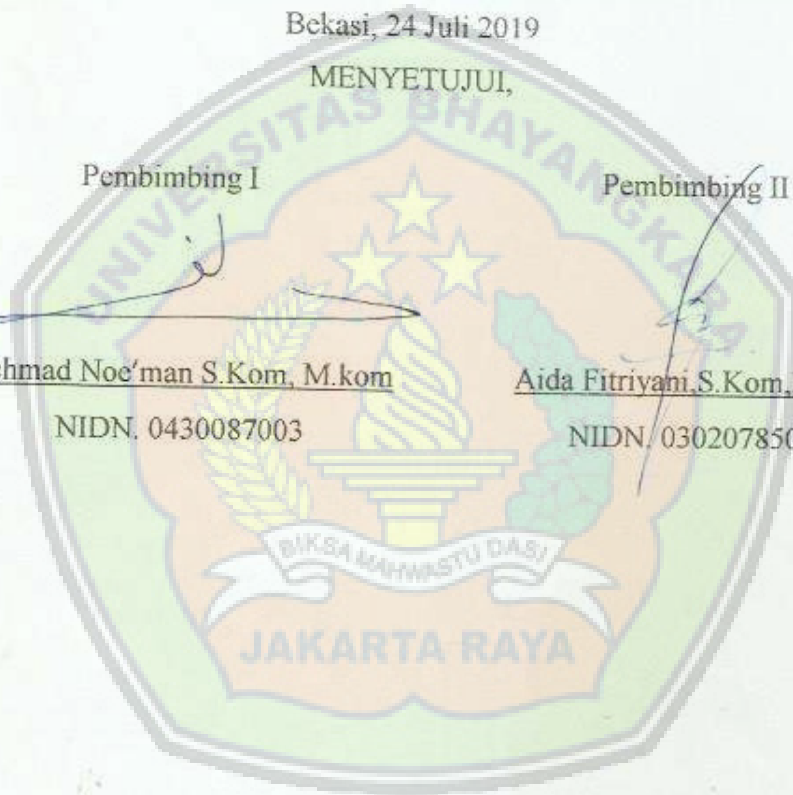 Bekasi, 24 Juli 2019
MENYETUJUI,
Pembimbing I
Pembimbing II
hmad Noe'man S.Kom, M.kom
Aida Fitriyani,S.Kom,
NIDN. 0430087003
NIDN. 030207850
UNIVERSITAS BHAYANGKARA
BIKSA MAHWASTU DASI
JAKARTA RAYA